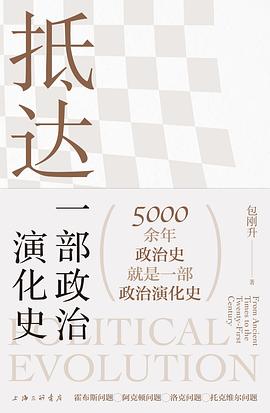 抵达
一部政治
演化史
5000
余年
政治史
就是一部
政治演化史
包刚升
著
From Ancient
Times to the
Twenty-First
Century
POLITICAL
EVOLUTION
上海三联书店
霍布斯问题 阿克顿问题 洛克问题 托克维尔问题